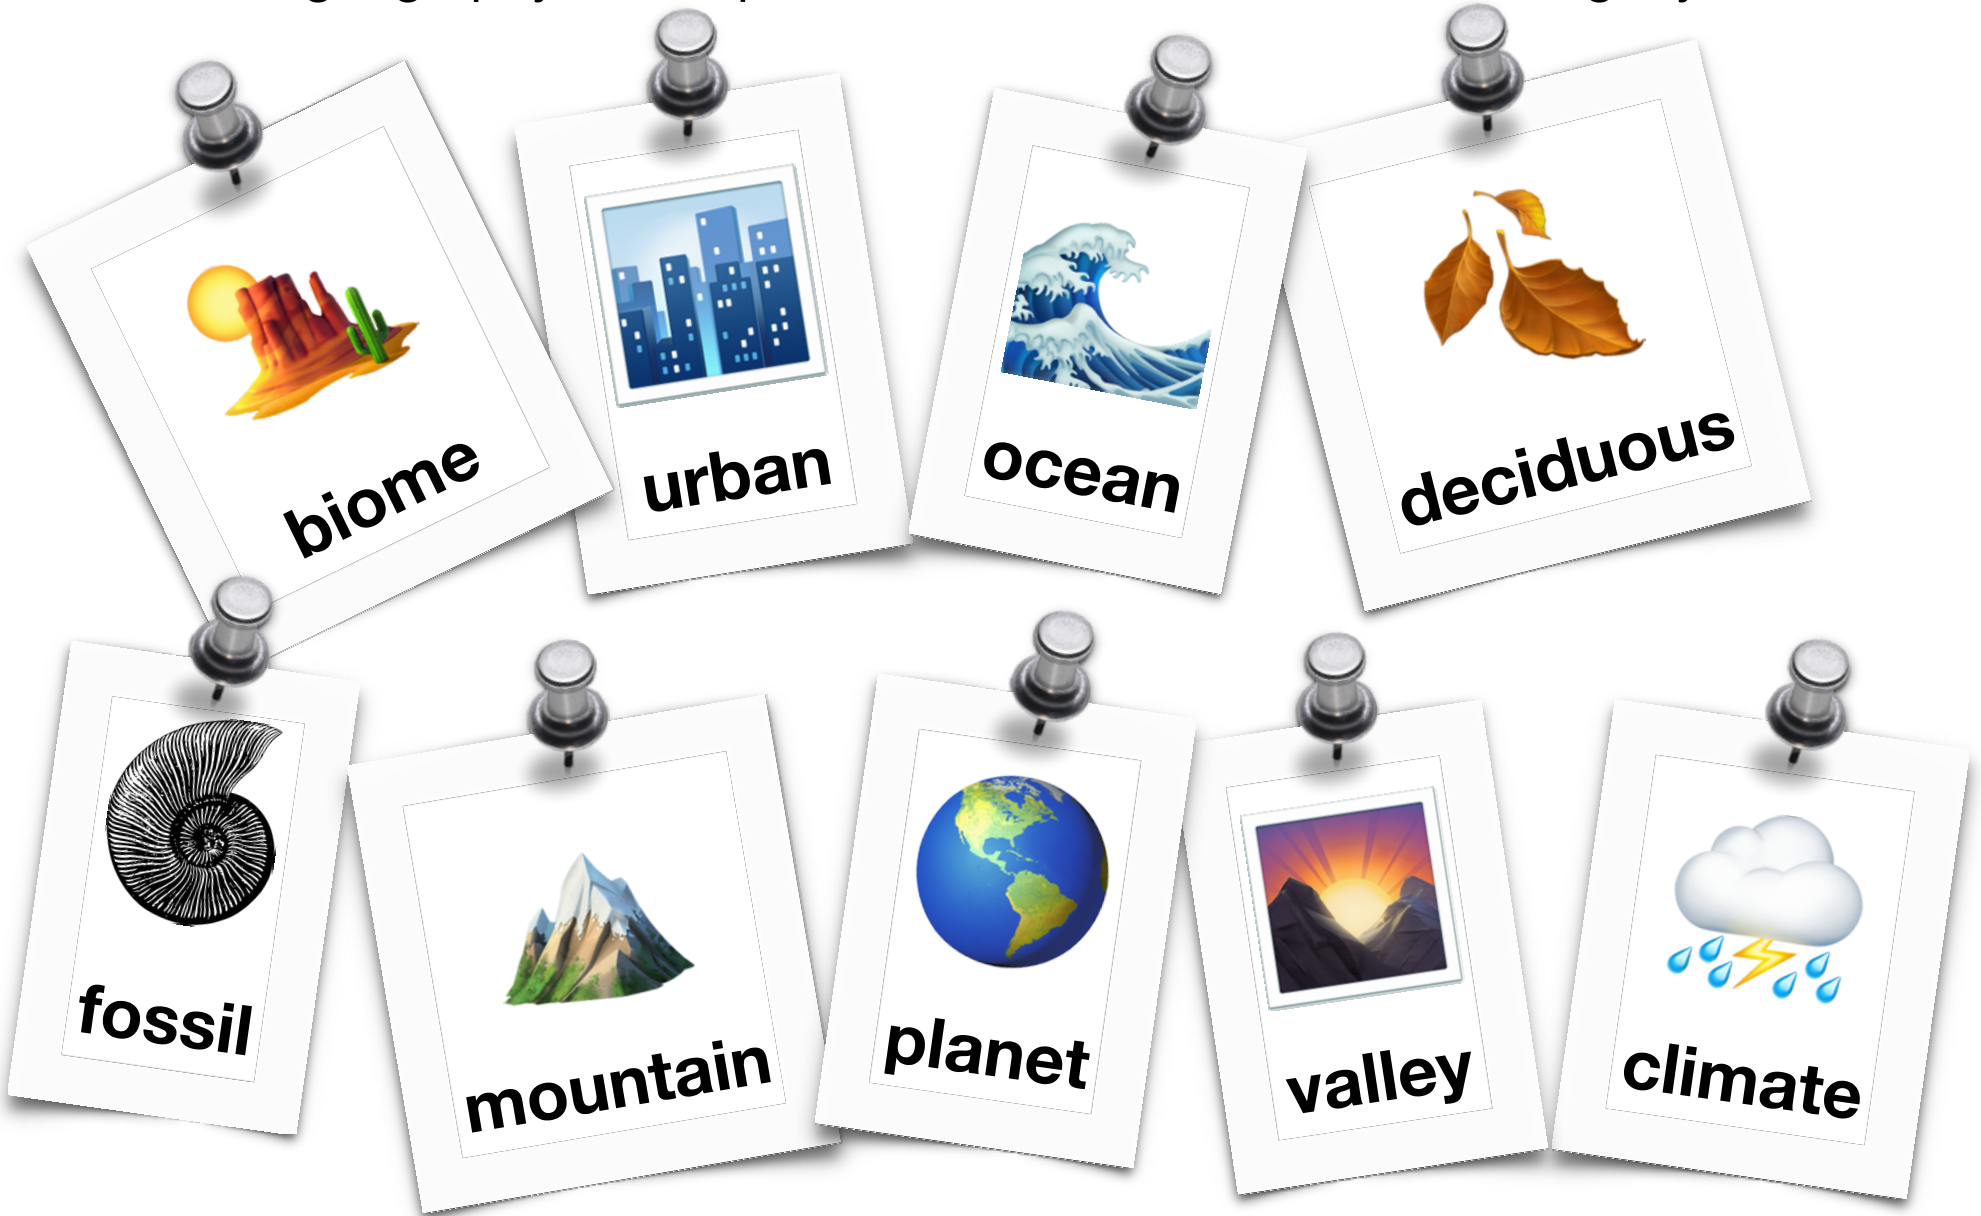 biome
urban
ocean
deciduous
fossil
mountain
planet
valley
climate